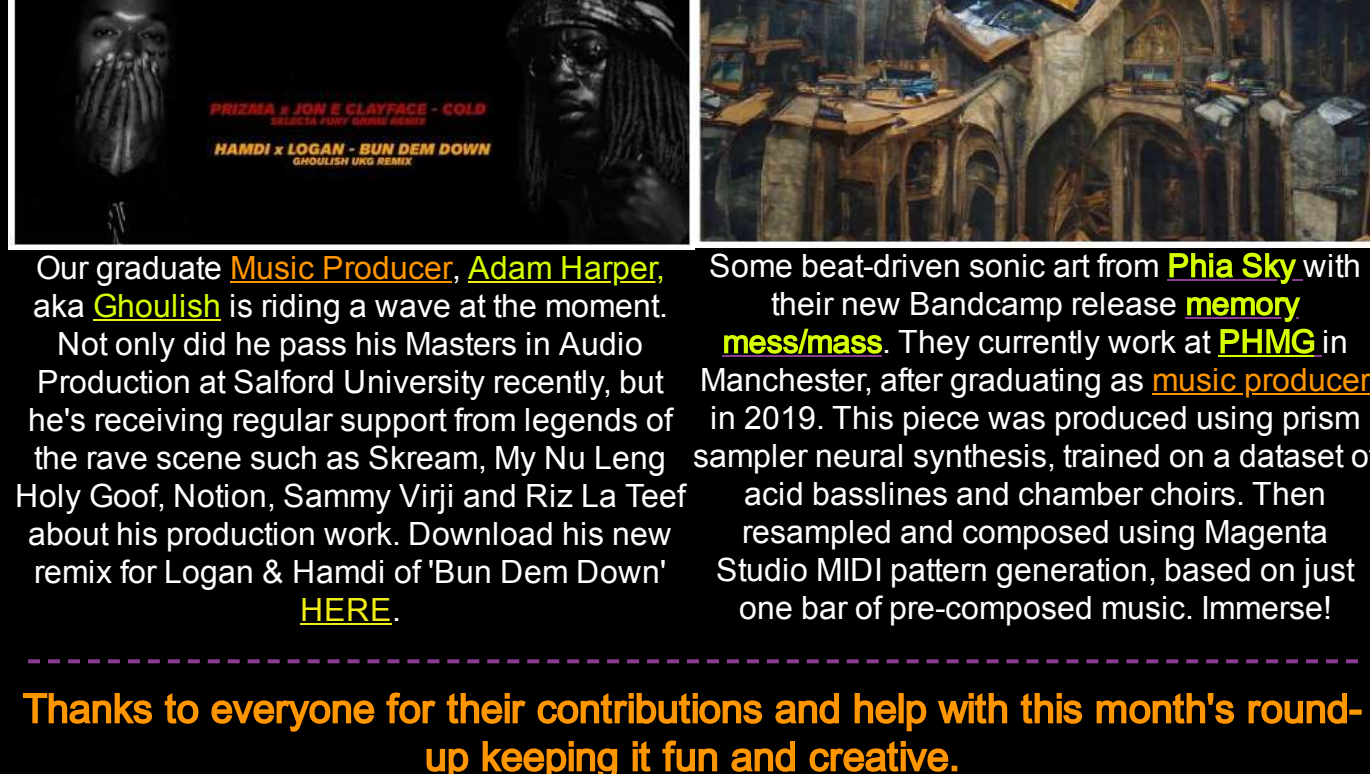 PRIZMA x JON E CLAYFACE - COLD
SELECTA FURY GRIME REMIX
HAMDI x LOGAN - BUN DEM DOWN
GHOULISH UKG REMIX
Our graduate Music Producer, Adam Harper,
aka Ghoulish is riding a wave at the moment.
Not only did he pass his Masters in Audio
Production at Salford University recently, but
he's receiving regular support from legends of
the rave scene such as Skream, My Nu Leng
Holy Goof, Notion, Sammy Virji and Riz La Teef
about his production work. Download his new
remix for Logan & Hamdi of 'Bun Dem Down'
HERE.
Some beat-driven sonic art from Phia Sky with
their new Bandcamp release memory
mess/mass. They currently work at PHMG in
Manchester, after graduating as music producer
in 2019. This piece was produced using prism
sampler neural synthesis, trained on a dataset of
acid basslines and chamber choirs. Then
resampled and composed using Magenta
Studio MIDI pattern generation, based on just
one bar of pre-composed music. Immerse!
Thanks to everyone for their contributions and help with this month's round-
up keeping it fun and creative.